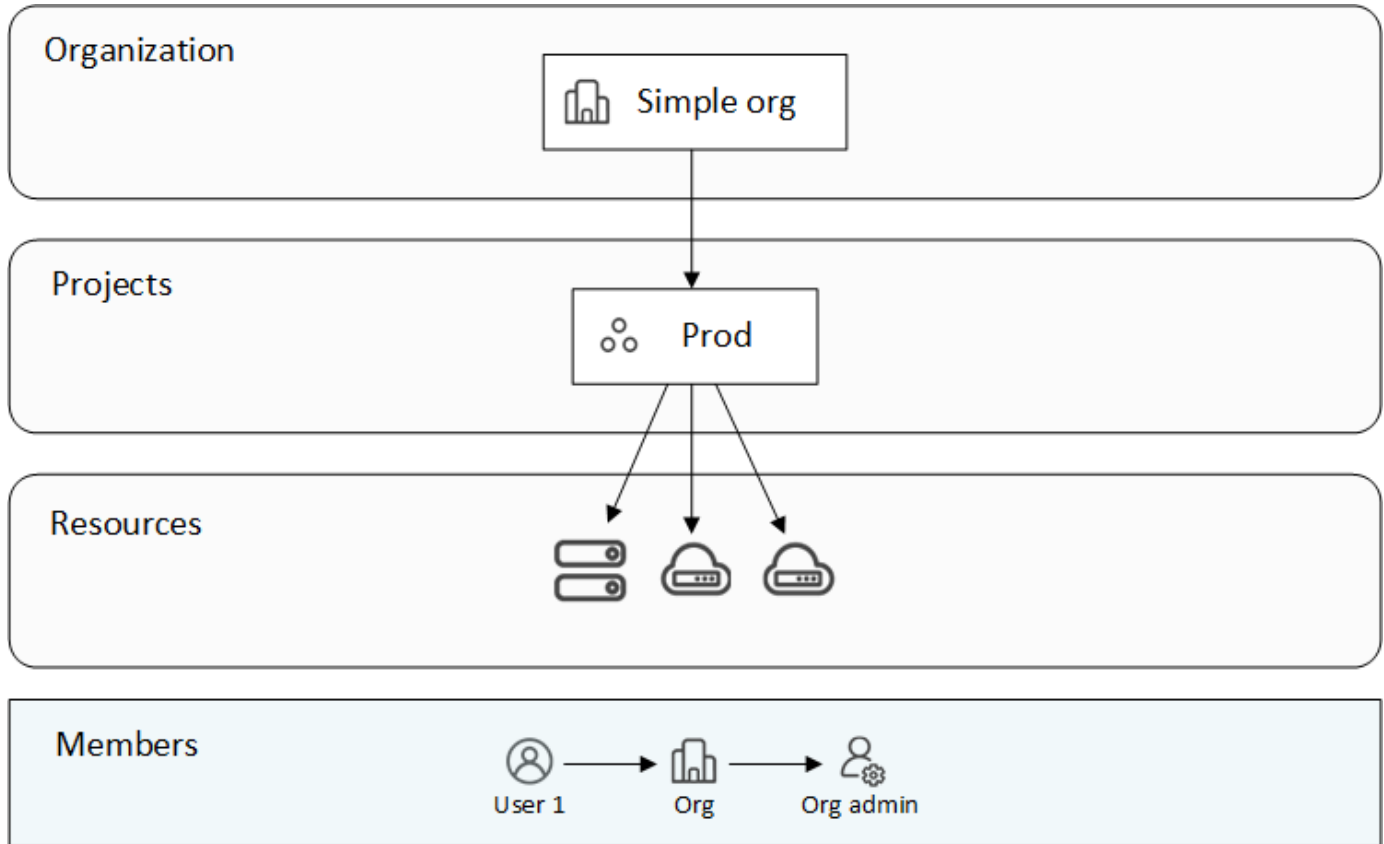 Organization
Simple org
Projects
Prod
Resources
Members
User 1
Org
Org admin